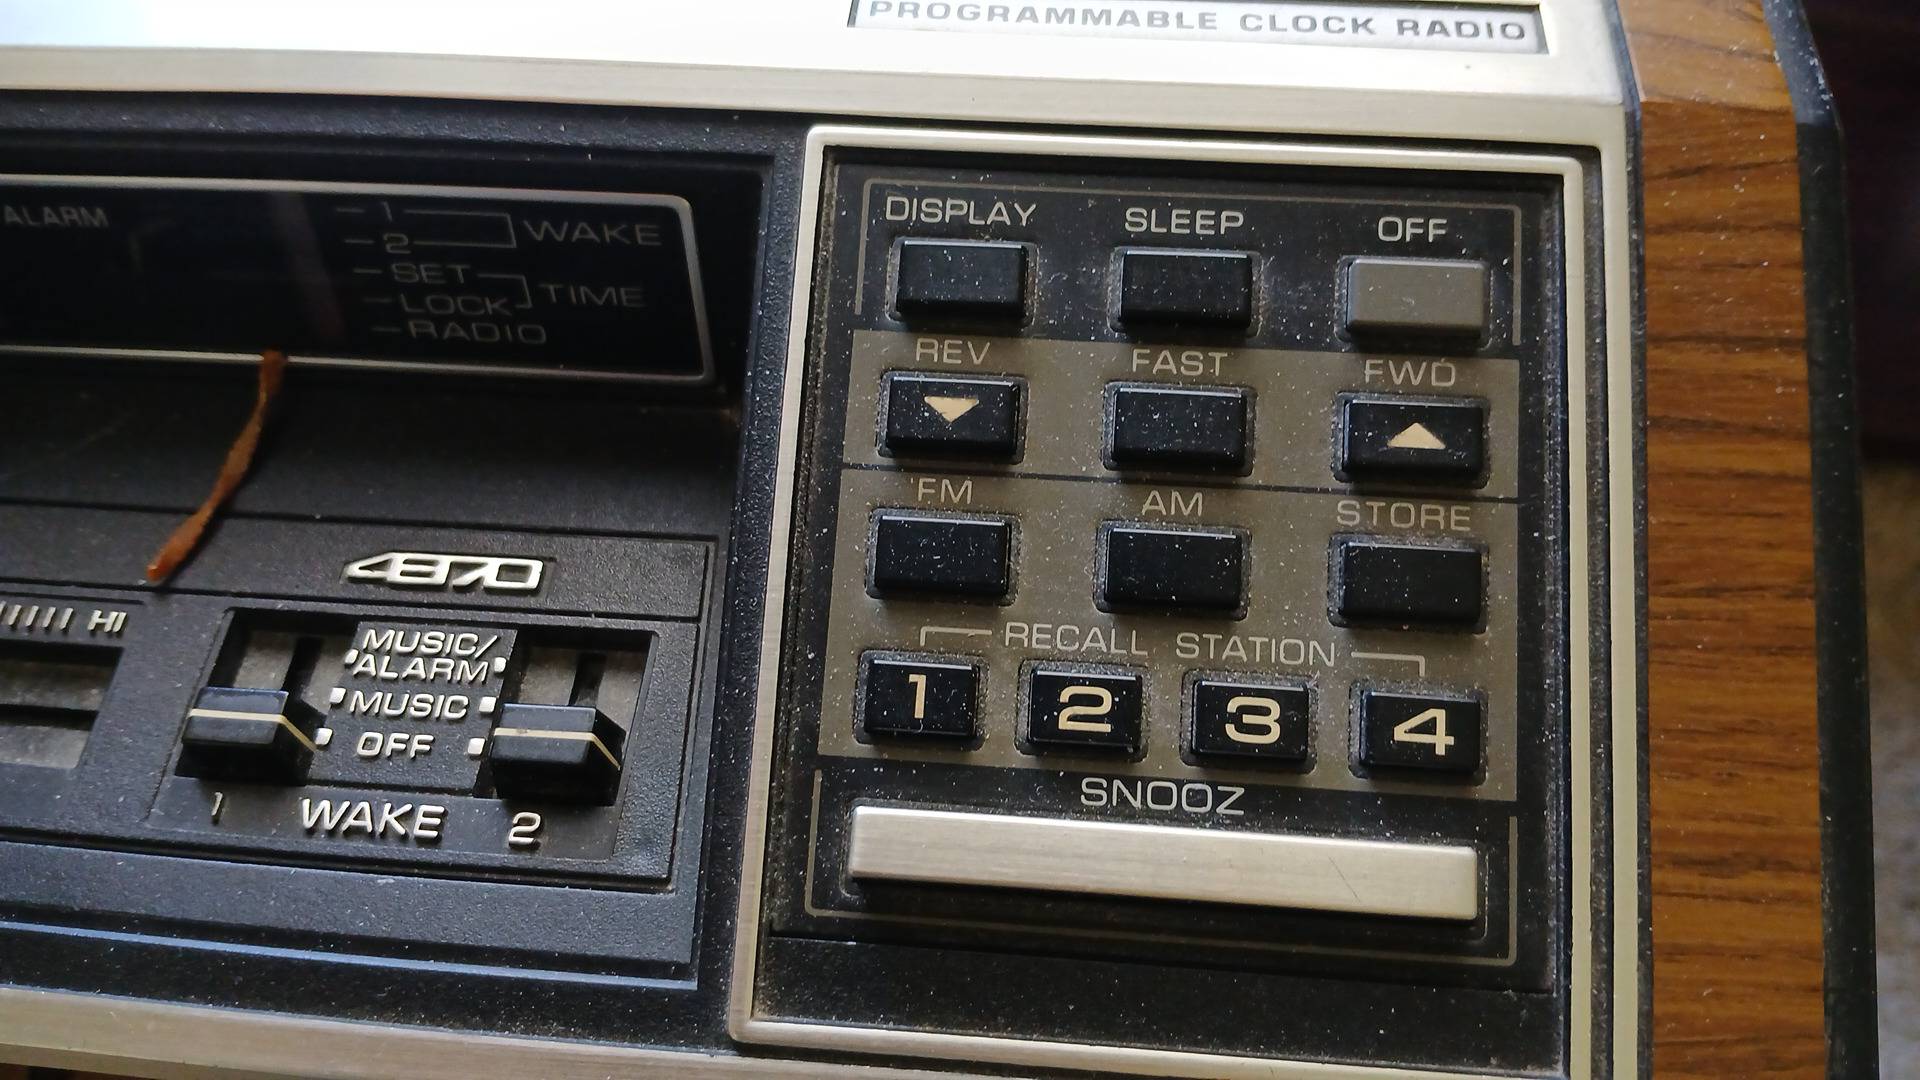 PROGRAMMABLE CLOCK RADIO
ALARM
1
2
WAKE
SET
LOCK
TIME
RADIO
4870
HI
MUSIC/
ALARM
MUSIC
OFF
1 WAKE 2
DISPLAY SLEEP OFF
REV FAST FWD
FM AM STORE
RECALL STATION
1 2 3 4
SNOOZ